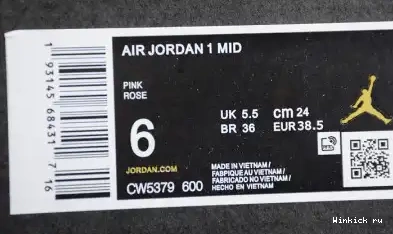 AIR JORDAN 1 MID
PINK
ROSE
6
UK 5.5 cm 24
BR 36 EUR 38.5
JORDAN.COM
CW5379 600
MADE IN VIETNAM /
FABRIQUE AU VIETNAM /
FABRICADO NO VIETNAM /
HECHO EN VIETNAM
1 93145 68431 7 16
Winkick ru